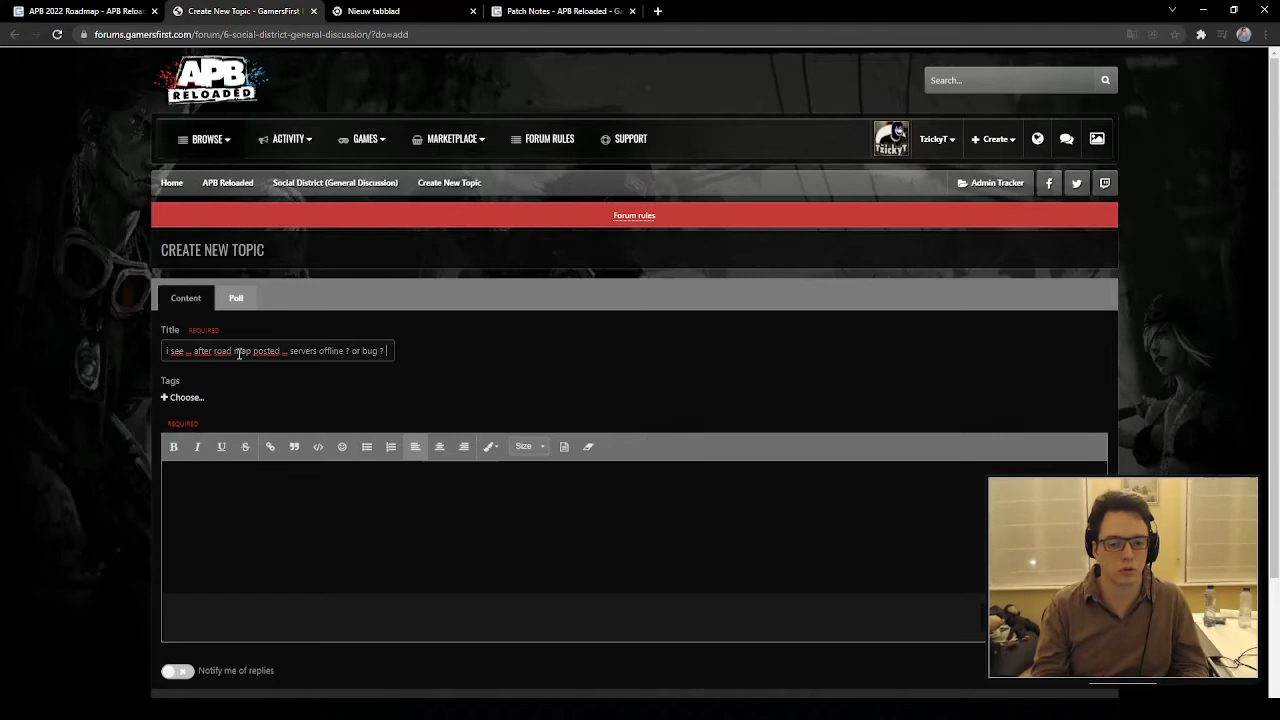 APB 2022 Roadmap - APB Reloa
Create New Topic - GamersFirst F
Nieuw tabblad
Patch Notes - APB Reloaded - Ga
forums.gamersfirst.com/forum/6-social-district-general-discussion/?do=add
APB
RELOADED
Search...
BROWSE
ACTIVITY
GAMES
MARKETPLACE
FORUM RULES
SUPPORT
TzickyT
TzickyT
+ Create
Home
APB Reloaded
Social District (General Discussion)
Create New Topic
Admin Tracker
Forum rules
CREATE NEW TOPIC
Content
Poll
Title REQUIRED
i see ... after road map posted ... servers offline ? or bug ?
Tags
+ Choose...
REQUIRED
B I U S Size
Notify me of replies